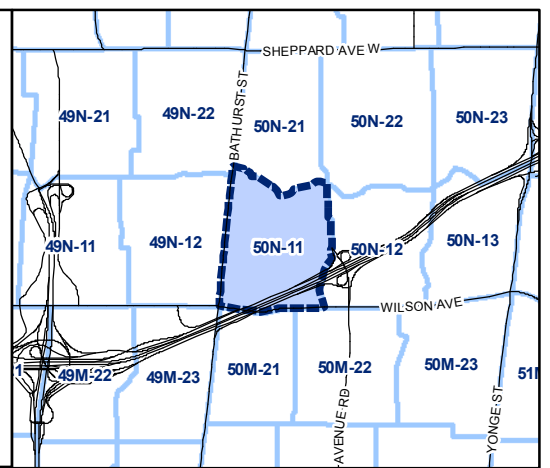 SHEPPARD AVE W
BATHURST ST
49N-21
49N-22
50N-21
50N-22
50N-23
49N-11
49N-12
50N-11
50N-12
50N-13
WILSON AVE
1
49M-22
49M-23
50M-21
50M-22
50M-23
51M
AVENUE RD
YONGE ST